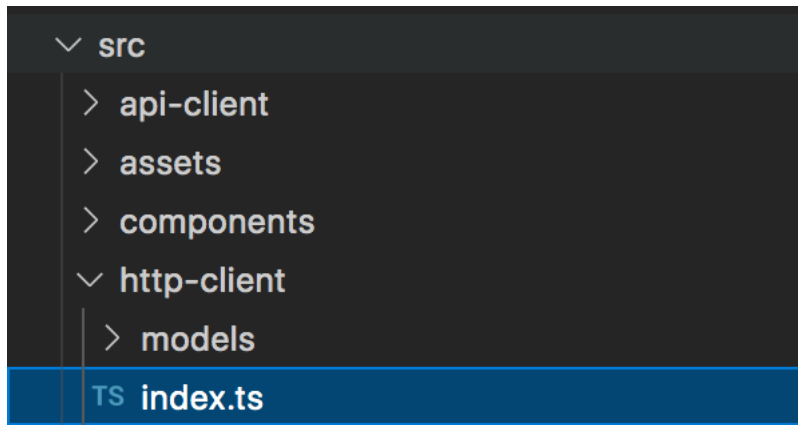 src
api-client
assets
components
http-client
models
TS index.ts